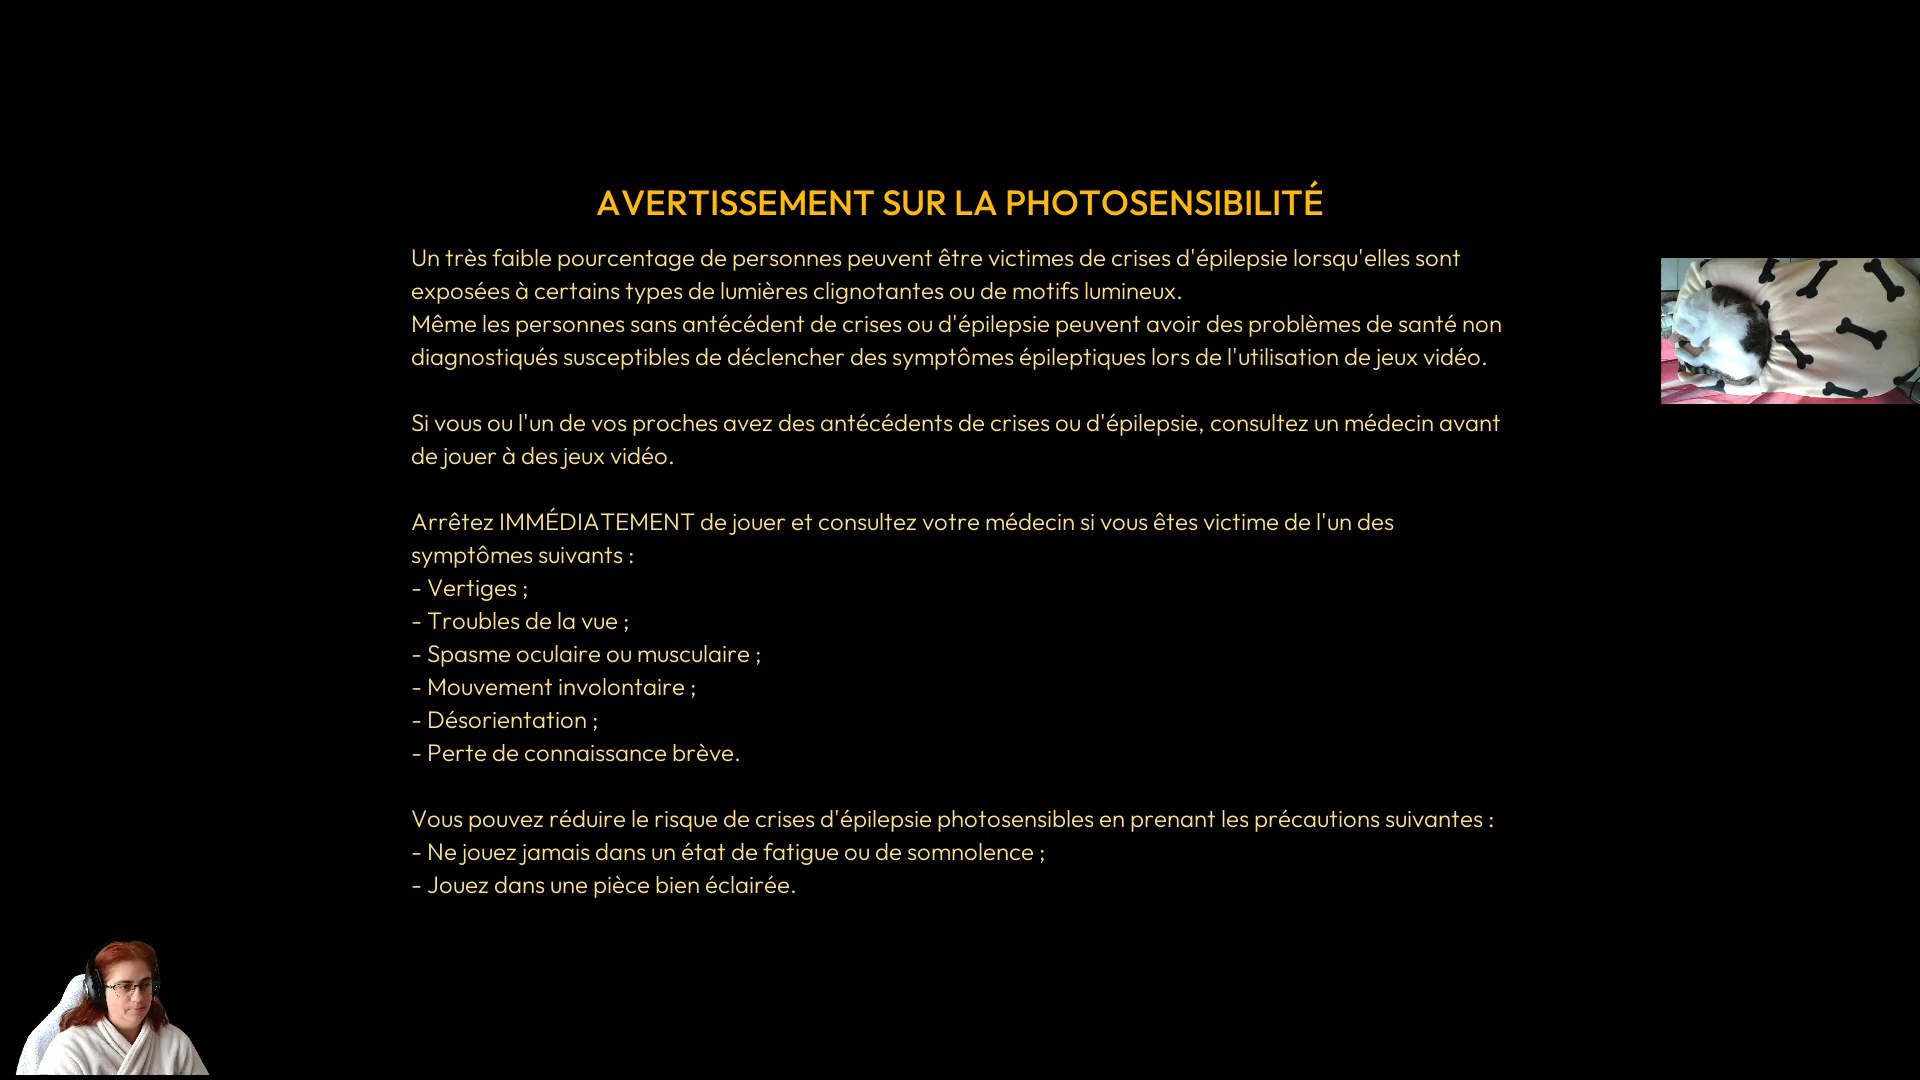 AVERTISSEMENT SUR LA PHOTOSENSIBILITÉ
Un très faible pourcentage de personnes peuvent être victimes de crises d'épilepsie lorsqu'elles sont
exposées à certains types de lumières clignotantes ou de motifs lumineux.
Même les personnes sans antécédent de crises ou d'épilepsie peuvent avoir des problèmes de santé non
diagnostiqués susceptibles de déclencher des symptômes épileptiques lors de l'utilisation de jeux vidéo.
Si vous ou l'un de vos proches avez des antécédents de crises ou d'épilepsie, consultez un médecin avant
de jouer à des jeux vidéo.
Arrêtez IMMÉDIATEMENT de jouer et consultez votre médecin si vous êtes victime de l'un des
symptômes suivants :
- Vertiges ;
- Troubles de la vue ;
- Spasme oculaire ou musculaire ;
- Mouvement involontaire ;
- Désorientation ;
- Perte de connaissance brève.
Vous pouvez réduire le risque de crises d'épilepsie photosensibles en prenant les précautions suivantes :
- Ne jouez jamais dans un état de fatigue ou de somnolence ;
- Jouez dans une pièce bien éclairée.